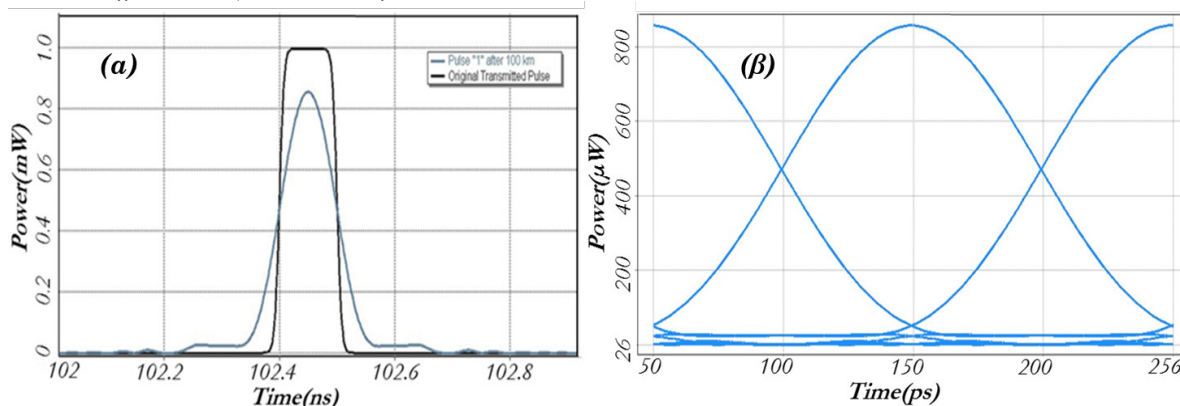 (a)
Pulse "1" after 100 km
Original Transmitted Pulse
Power(mW)
1.0
0.8
0.6
0.4
0.2
0
102
102.2
102.4
102.6
102.8
Time(ns)
(β)
Power(μW)
800
600
400
200
26
50
100
150
200
256
Time(ps)